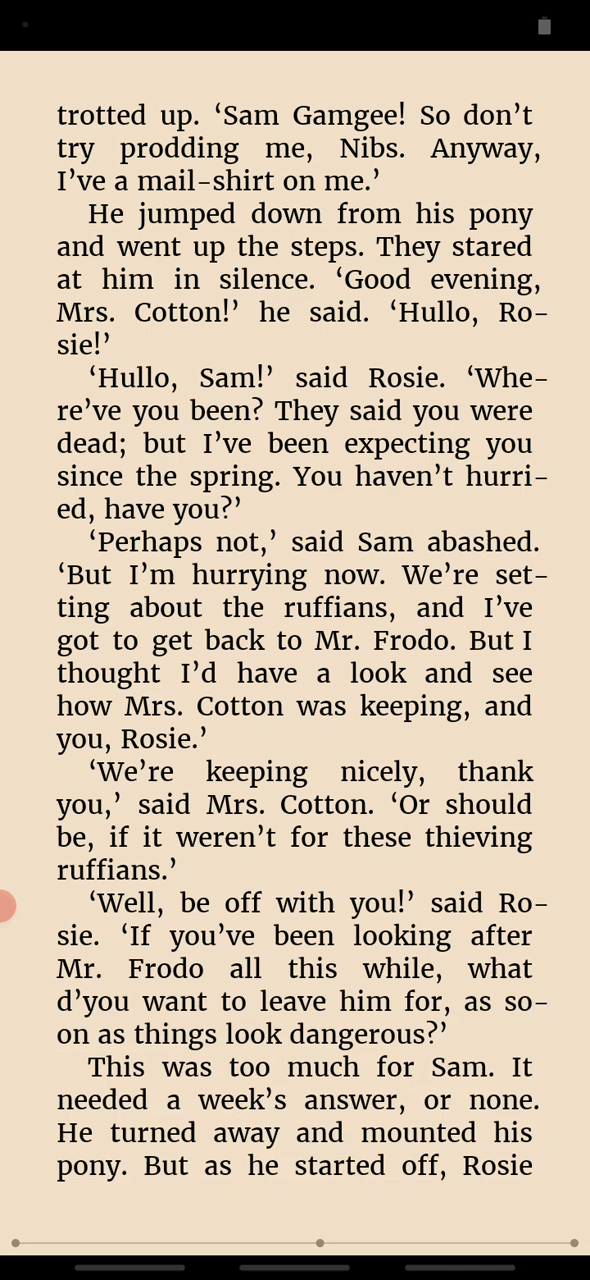 trotted up. ‘Sam Gamgee! So don’t
try prodding me, Nibs. Anyway,
I’ve a mail-shirt on me.’
He jumped down from his pony
and went up the steps. They stared
at him in silence. ‘Good evening,
Mrs. Cotton!’ he said. ‘Hullo, Ro-
sie!’
‘Hullo, Sam!’ said Rosie. ‘Whe-
re’ve you been? They said you were
dead; but I’ve been expecting you
since the spring. You haven’t hurri-
ed, have you?’
‘Perhaps not,’ said Sam abashed.
‘But I’m hurrying now. We’re set-
ting about the ruffians, and I’ve
got to get back to Mr. Frodo. But I
thought I’d have a look and see
how Mrs. Cotton was keeping, and
you, Rosie.’
‘We’re keeping nicely, thank
you,’ said Mrs. Cotton. ‘Or should
be, if it weren’t for these thieving
ruffians.’
‘Well, be off with you!’ said Ro-
sie. ‘If you’ve been looking after
Mr. Frodo all this while, what
d’you want to leave him for, as so-
on as things look dangerous?’
This was too much for Sam. It
needed a week’s answer, or none.
He turned away and mounted his
pony. But as he started off, Rosie